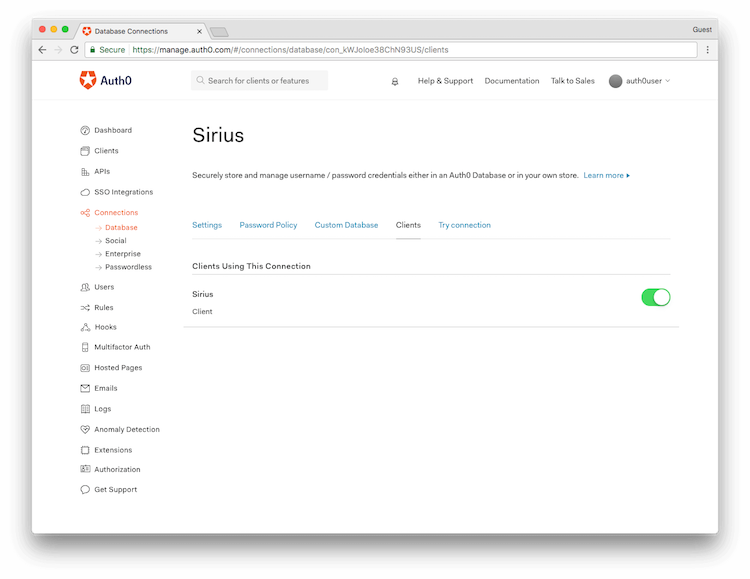 Database Connections
Guest
Secure https://manage.auth0.com/#/connections/database/con_kWJoloe38ChN93US/clients
Auth0
Search for clients or features
Help & Support Documentation Talk to Sales auth0user
Dashboard
Clients
APIs
SSO Integrations
Connections
Database
Social
Enterprise
Passwordless
Users
Rules
Hooks
Multifactor Auth
Hosted Pages
Emails
Logs
Anomaly Detection
Extensions
Authorization
Get Support
Sirius
Securely store and manage username / password credentials either in an Auth0 Database or in your own store. Learn more
Settings Password Policy Custom Database Clients Try connection
Clients Using This Connection
Sirius
Client